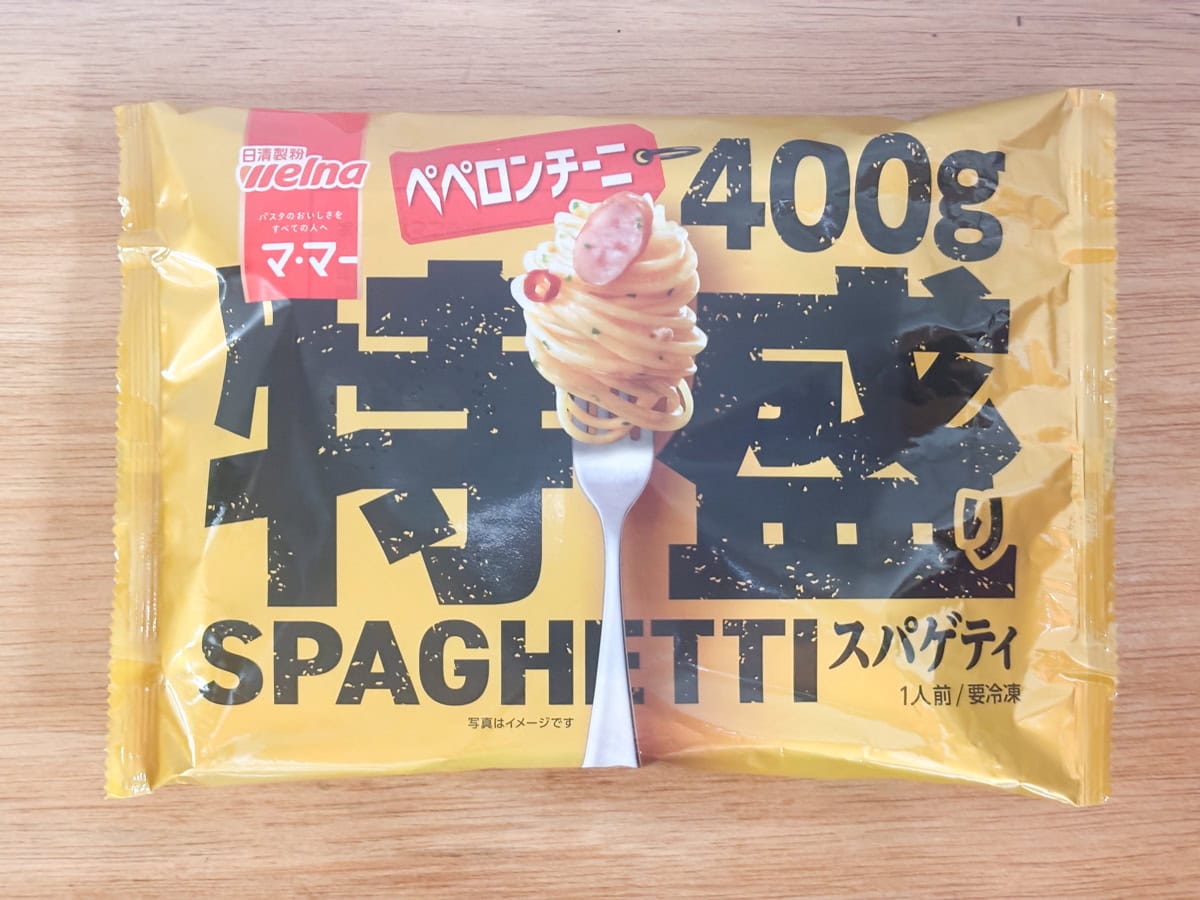 日清製粉
Welna
パスタのおいしさを
すべての人へ
マ・マー
ペペロンチーニ
400g
特盛り
SPAGHETTI
スパゲティ
1人前/要冷凍
写真はイメージです